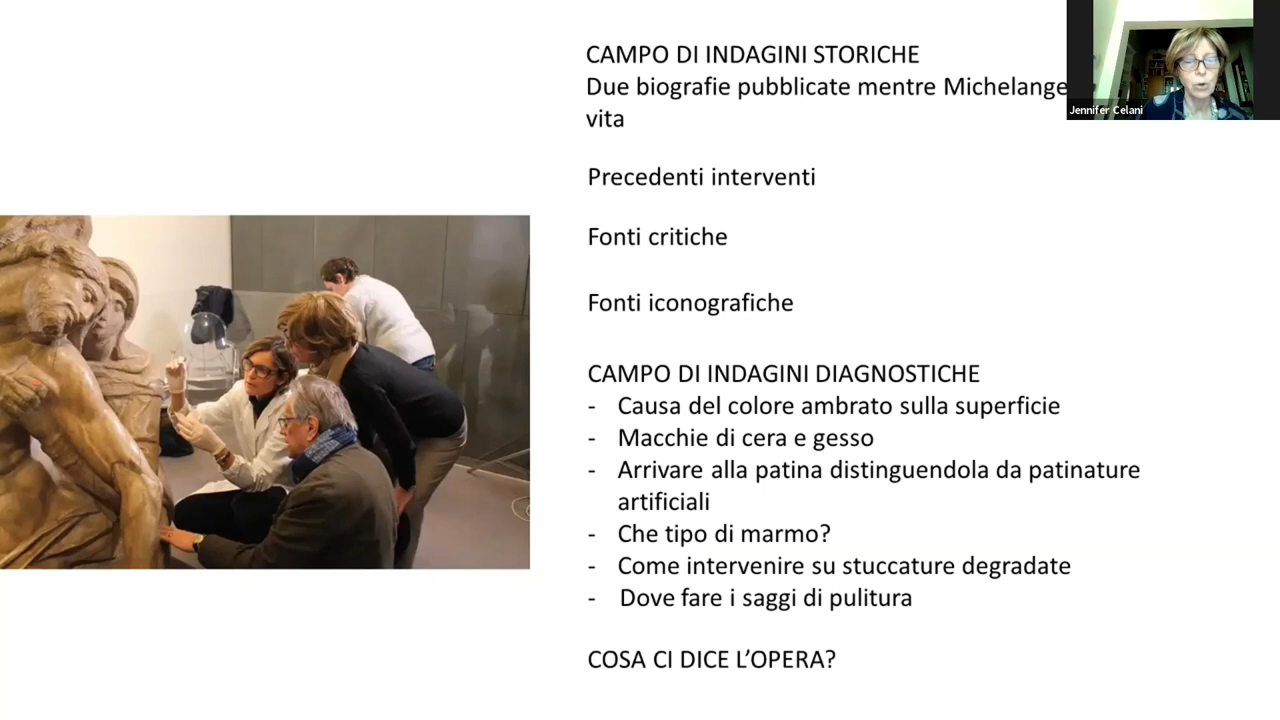 CAMPO DI INDAGINI STORICHE
Due biografie pubblicate mentre Michelange
vita
Jennifer Celani
Precedenti interventi
Fonti critiche
Fonti iconografiche
CAMPO DI INDAGINI DIAGNOSTICHE
- Causa del colore ambrato sulla superficie
- Macchie di cera e gesso
- Arrivare alla patina distinguendola da patinature
artificiali
- Che tipo di marmo?
- Come intervenire su stuccature degradate
- Dove fare i saggi di pulitura
COSA CI DICE L’OPERA?